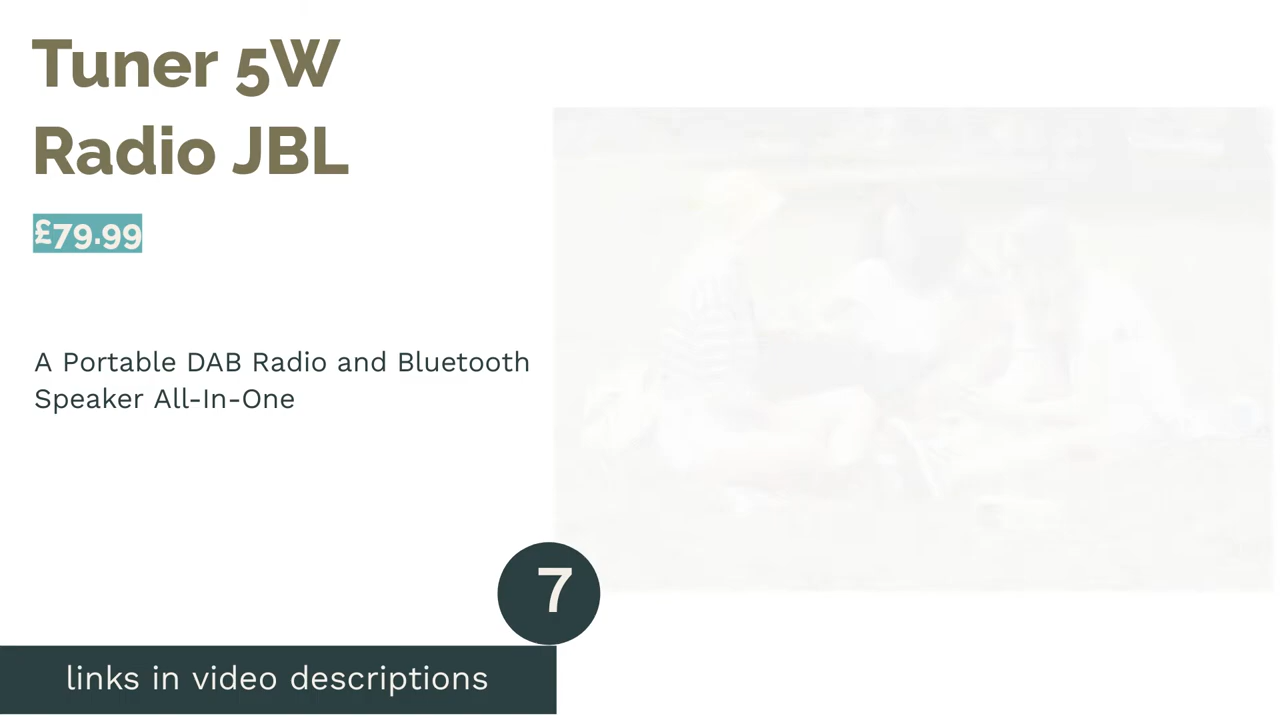 Tuner 5W
Radio JBL
£79.99
A Portable DAB Radio and Bluetooth
Speaker All-In-One
7
links in video descriptions